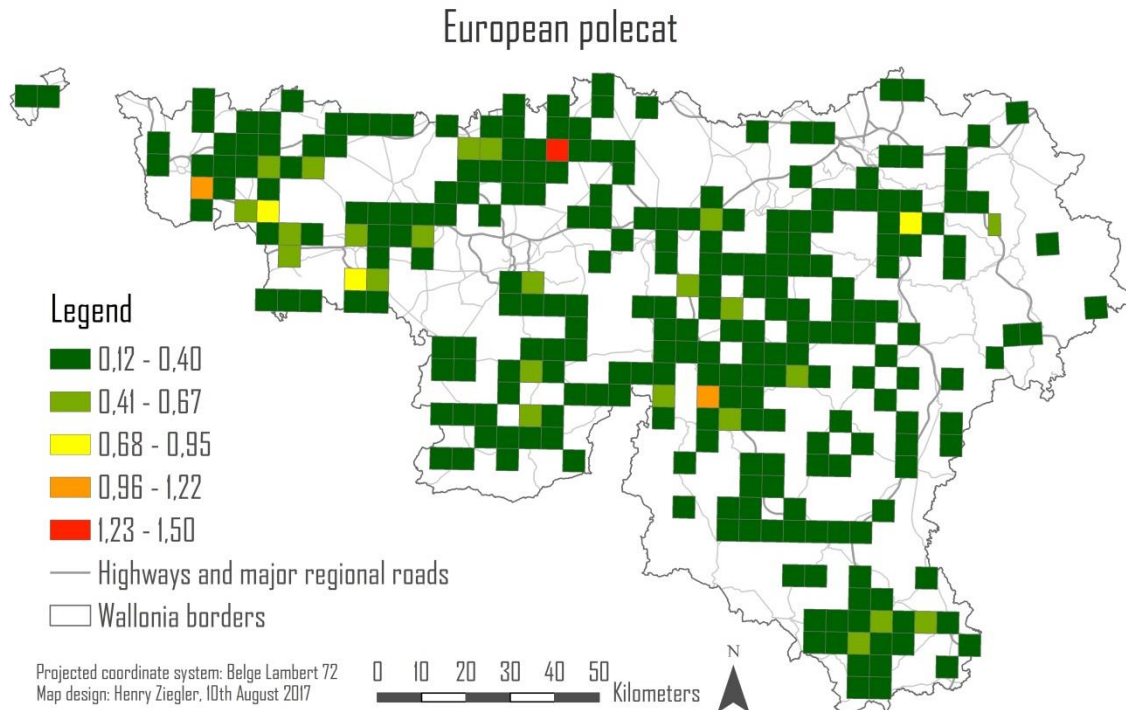 European polecat
Legend
0,12 - 0,40
0,41 - 0,67
0,68 - 0,95
0,96 - 1,22
1,23 - 1,50
Highways and major regional roads
Wallonia borders
Projected coordinate system: Belge Lambert 72
Map design: Henry Ziegler, 10th August 2017
0 10 20 30 40 50
Kilometers
N